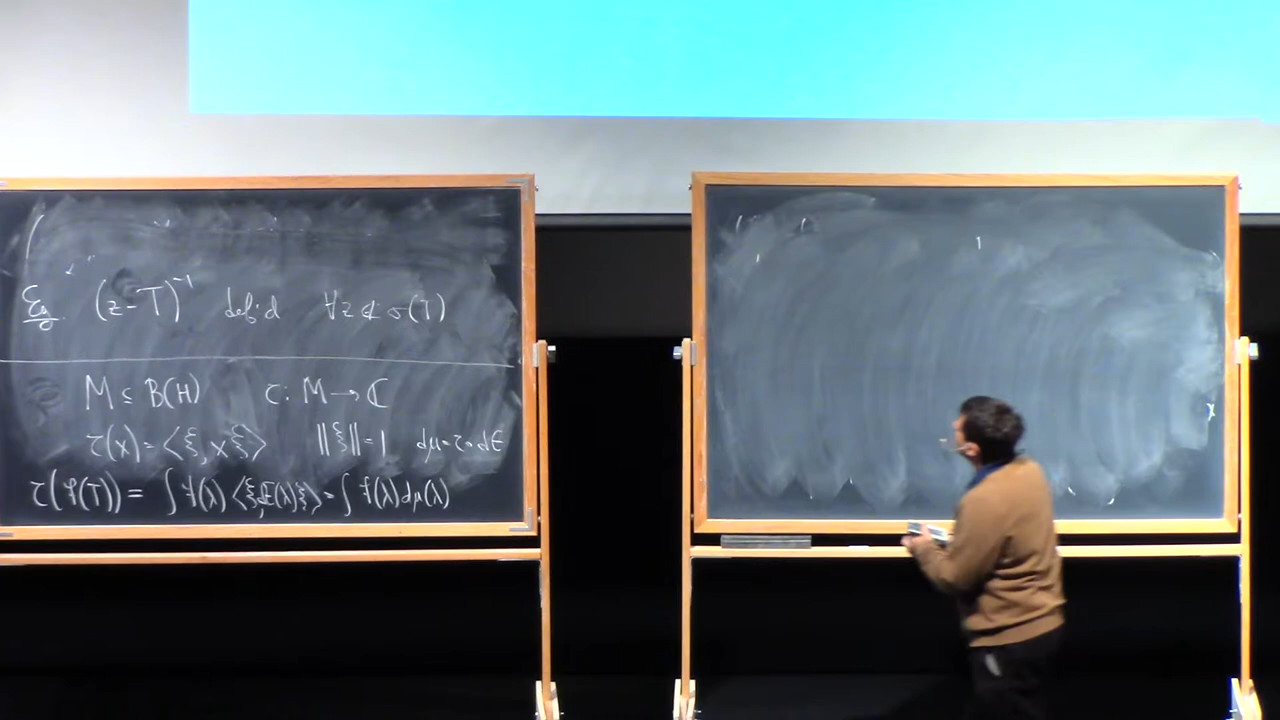 Eg. (z-T)⁻¹ def'd ∀z∉σ(T)
M ⊆ B(H) τ: M → ℂ
τ(x) = ⟨ξ, xξ⟩ ||ξ|| = 1 dμ = τ∘dE
τ(f(T)) = ∫ f(λ) ⟨ξ, dE(λ)ξ⟩ = ∫ f(λ) dμ(λ)